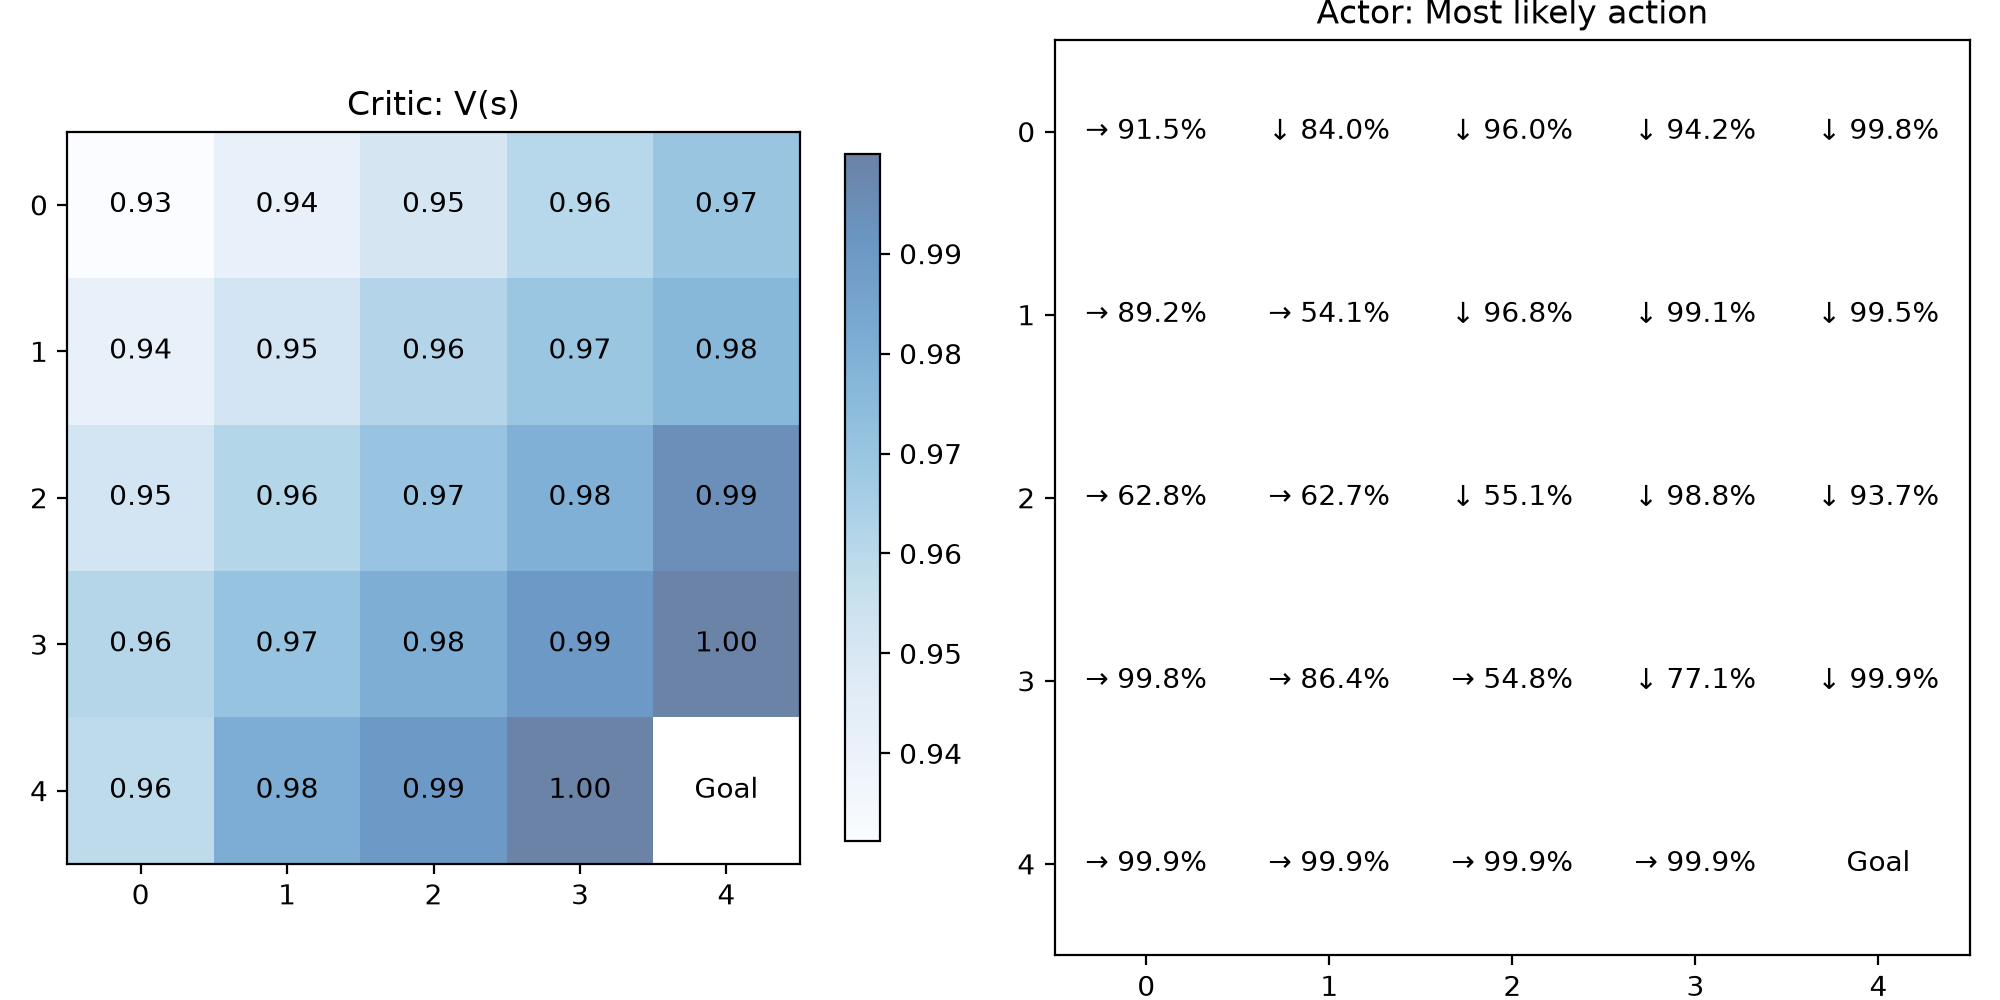 Critic: V(s)
0 0.93 0.94 0.95 0.96 0.97
1 0.94 0.95 0.96 0.97 0.98
2 0.95 0.96 0.97 0.98 0.99
3 0.96 0.97 0.98 0.99 1.00
4 0.96 0.98 0.99 1.00 Goal
0 1 2 3 4
0.99
0.98
0.97
0.96
0.95
0.94
Actor: Most likely action
0 → 91.5% ↓ 84.0% ↓ 96.0% ↓ 94.2% ↓ 99.8%
1 → 89.2% → 54.1% ↓ 96.8% ↓ 99.1% ↓ 99.5%
2 → 62.8% → 62.7% ↓ 55.1% ↓ 98.8% ↓ 93.7%
3 → 99.8% → 86.4% → 54.8% ↓ 77.1% ↓ 99.9%
4 → 99.9% → 99.9% → 99.9% → 99.9% Goal
0 1 2 3 4